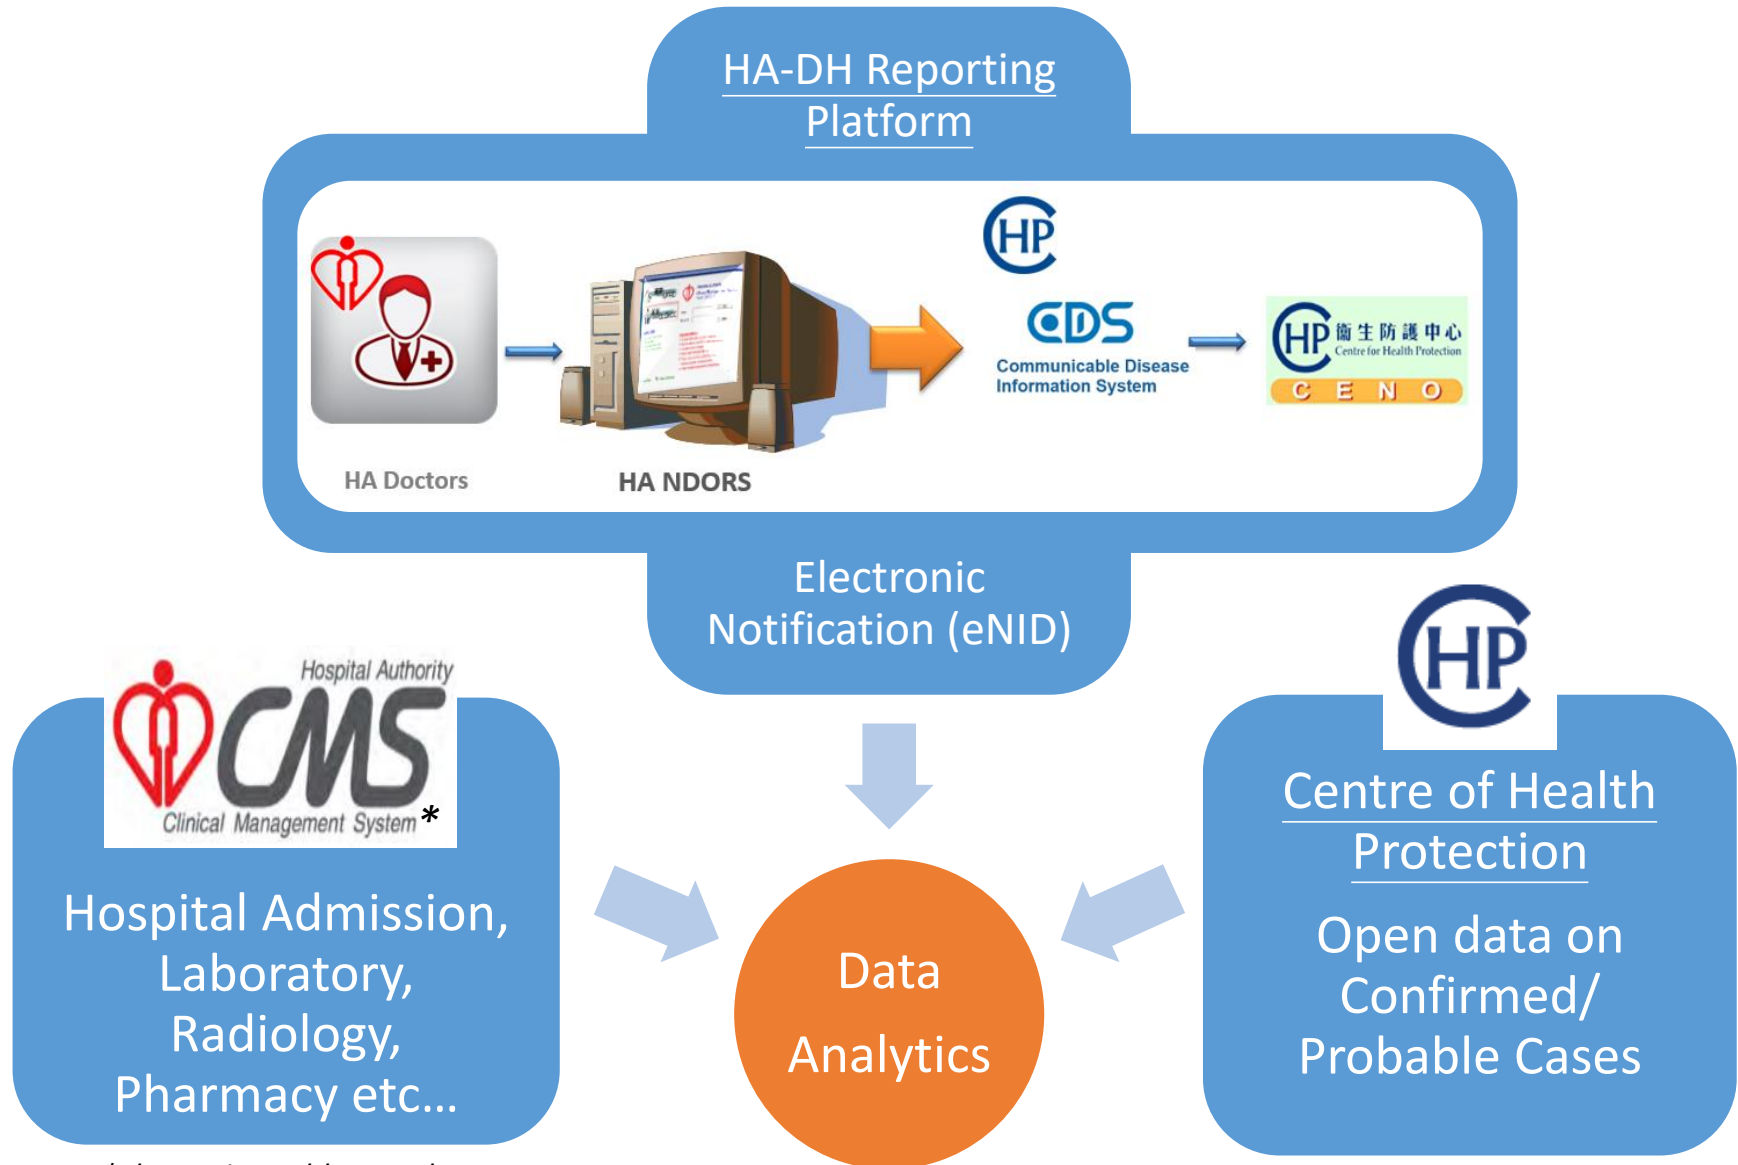 HA-DH Reporting
Platform
CHP
CDS
Communicable Disease
Information System
CHP 衞生防護中心
Centre for Health Protection
C E N O
HA Doctors
HA NDORS
Electronic
Notification (eNID)
Hospital Authority
CMS
Clinical Management System*
Hospital Admission,
Laboratory,
Radiology,
Pharmacy etc…
CHP
Centre of Health
Protection
Open data on
Confirmed/
Probable Cases
Data
Analytics